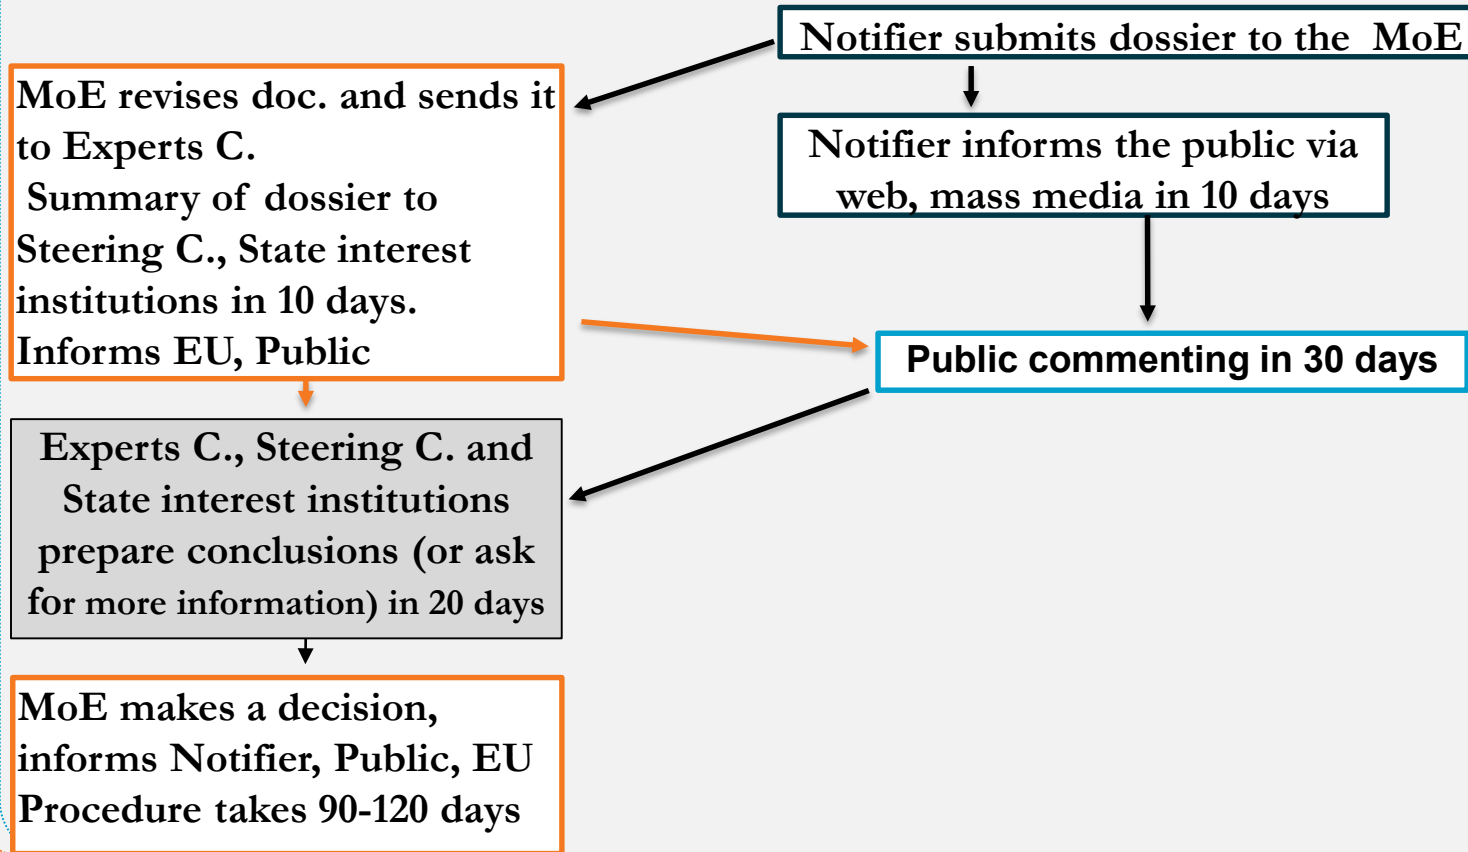 Notifier submits dossier to the MoE
MoE revises doc. and sends it
to Experts C.
Summary of dossier to
Steering C., State interest
institutions in 10 days.
Informs EU, Public
Notifier informs the public via
web, mass media in 10 days
Public commenting in 30 days
Experts C., Steering C. and
State interest institutions
prepare conclusions (or ask
for more information) in 20 days
MoE makes a decision,
informs Notifier, Public, EU
Procedure takes 90-120 days